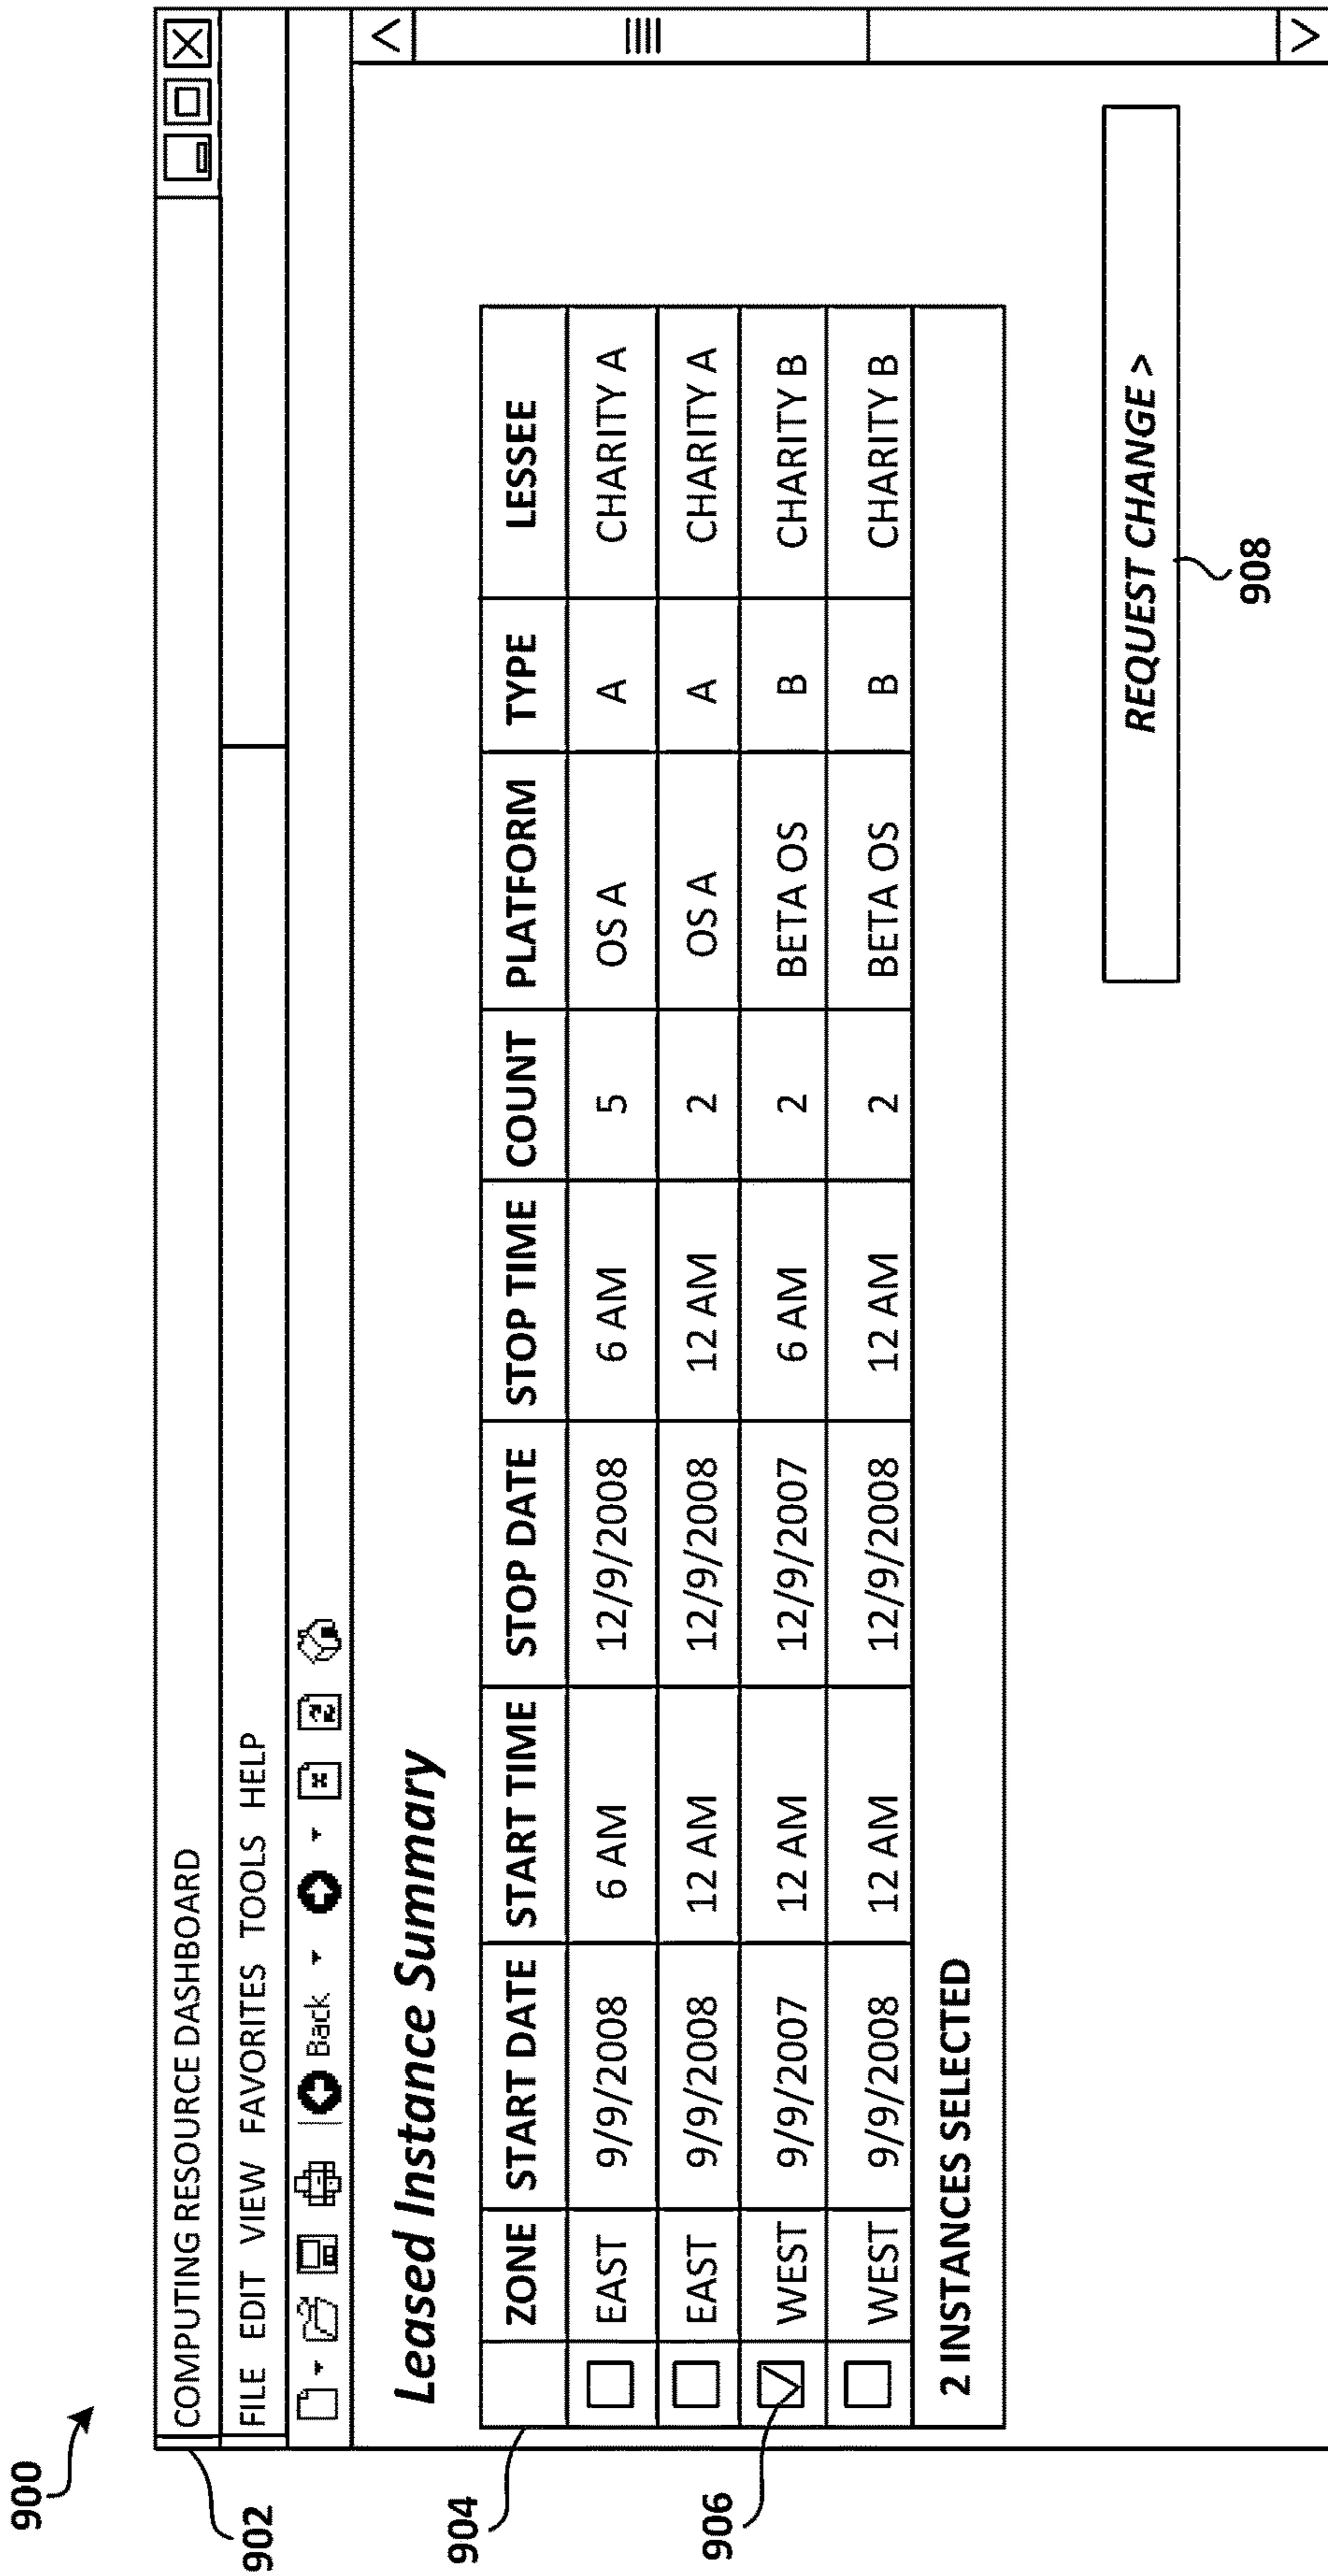 900
902
COMPUTING RESOURCE DASHBOARD
FILE EDIT VIEW FAVORITES TOOLS HELP
Back
Leased Instance Summary
904
ZONE START DATE START TIME STOP DATE STOP TIME COUNT PLATFORM TYPE LESSEE
EAST 9/9/2008 6 AM 12/9/2008 6 AM 5 OS A A CHARITY A
EAST 9/9/2008 12 AM 12/9/2008 12 AM 2 OS A A CHARITY A
906
WEST 9/9/2007 12 AM 12/9/2007 6 AM 2 BETA OS B CHARITY B
WEST 9/9/2008 12 AM 12/9/2008 12 AM 2 BETA OS B CHARITY B
2 INSTANCES SELECTED
REQUEST CHANGE >
908